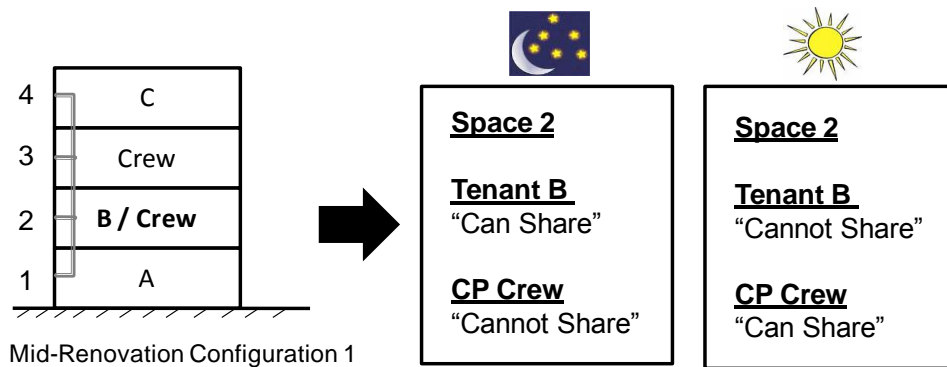 4
C
3
Crew
2
B / Crew
1
A
Mid-Renovation Configuration 1
Space 2
Tenant B
“Can Share”
CP Crew
“Cannot Share”
Space 2
Tenant B
“Cannot Share”
CP Crew
“Can Share”